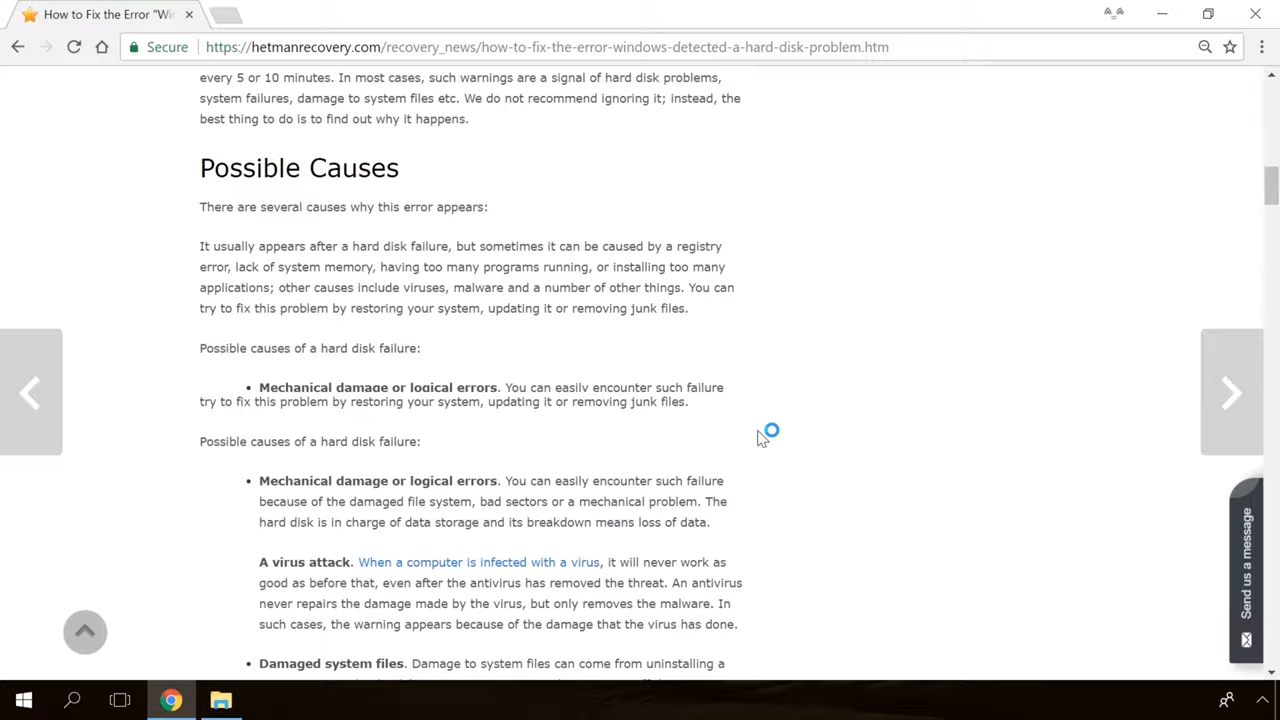 How to Fix the Error "Wi
Secure
https://hetmanrecovery.com/recovery_news/how-to-fix-the-error-windows-detected-a-hard-disk-problem.htm
every 5 or 10 minutes. In most cases, such warnings are a signal of hard disk problems,
system failures, damage to system files etc. We do not recommend ignoring it; instead, the
best thing to do is to find out why it happens.
Possible Causes
There are several causes why this error appears:
It usually appears after a hard disk failure, but sometimes it can be caused by a registry
error, lack of system memory, having too many programs running, or installing too many
applications; other causes include viruses, malware and a number of other things. You can
try to fix this problem by restoring your system, updating it or removing junk files.
Possible causes of a hard disk failure:
• Mechanical damage or logical errors. You can easily encounter such failure
try to fix this problem by restoring your system, updating it or removing junk files.
Possible causes of a hard disk failure:
• Mechanical damage or logical errors. You can easily encounter such failure
because of the damaged file system, bad sectors or a mechanical problem. The
hard disk is in charge of data storage and its breakdown means loss of data.
A virus attack. When a computer is infected with a virus, it will never work as
good as before that, even after the antivirus has removed the threat. An antivirus
never repairs the damage made by the virus, but only removes the malware. In
such cases, the warning appears because of the damage that the virus has done.
• Damaged system files. Damage to system files can come from uninstalling a
Send us a message